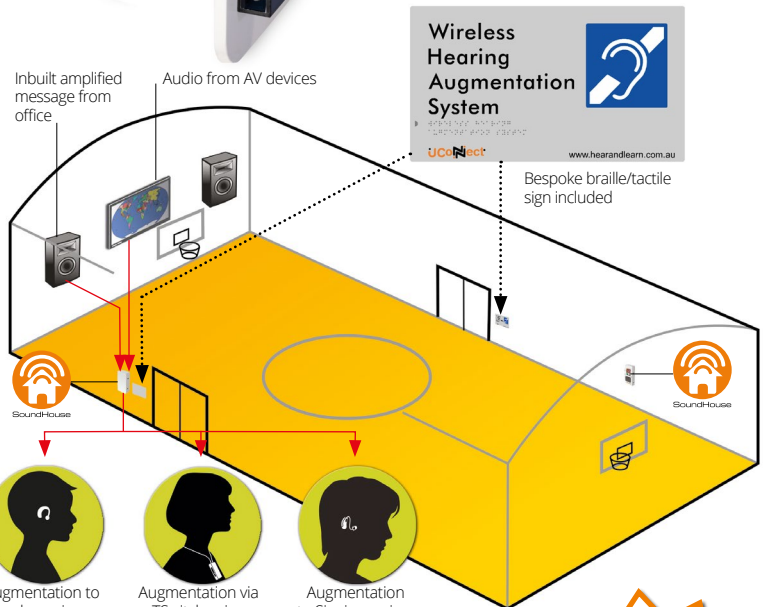 Wireless
Hearing
Augmentation
System
UConnect
www.hearandlearn.com.au
Inbuilt amplified
message from
office
Audio from AV devices
Bespoke braille/tactile
sign included
SoundHouse
SoundHouse
Augmentation via
Augmentation